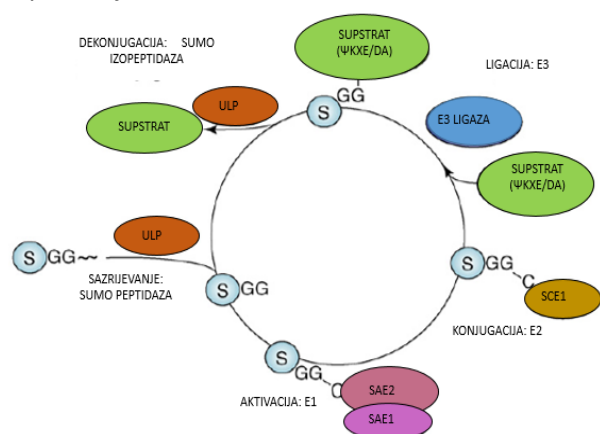 DEKONJUGACIJA: SUMO
IZOPEPTIDAZA
SUPSTRAT
(ΨKXE/DA)
LIGACIJA: E3
GG
S
ULP
SUPSTRAT
E3 LIGAZA
SUPSTRAT
(ΨKXE/DA)
ULP
S GG~~
SAZRIJEVANJE:
SUMO PEPTIDAZA
S GG
S GG
C
SCE1
KONJUGACIJA: E2
S
GG
C
SAE2
AKTIVACIJA: E1
SAE1